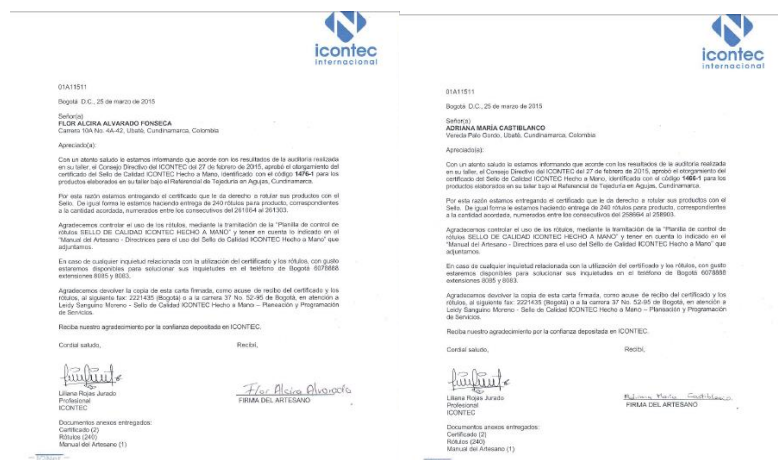 icontec
internacional
01A11511
Bogotá D.C., 25 de marzo de 2015
Señor(a)
FLOR ALCIRA ALVARADO FONSECA
Carrera 10A No. 4A-42, Ubaté, Cundinamarca, Colombia
Apreciado(a):
Con un atento saludo le estamos informando que acorde con los resultados de la auditoria realizada
en su taller, el Consejo Directivo del ICONTEC del 27 de febrero de 2015, aprobó el otorgamiento del
certificado del Sello de Calidad ICONTEC Hecho a Mano, identificado, con el código 1476-1 para los
productos elaborados en su taller bajo el Referencial de Tejeduría en Agujas, Cundinamarca.
Por esta razón estamos entregando el certificado que le da derecho a rotular sus productos con el
Sello. De igual forma le estamos haciendo entrega de 240 rótulos para producto, correspondientes
a la cantidad acordada, numerados entre los consecutivos del 261064 al 261303.
Agradecemos controlar el uso de los rótulos, mediante la tramitación de la "Planilla de control de
rótulos SELLO DE CALIDAD ICONTEC HECHO A MANO" y tener en cuenta lo indicado en el
"Manual del Artesano - Directrices para el uso del Sello de Calidad ICONTEC Hecho a Mano" que
adjuntamos.
En caso de cualquier inquietud relacionada con la utilización del certificado y los rótulos, con gusto
estaremos disponibles para solucionar sus inquietudes en el teléfono de Bogotá 6078888
extensiones 8085 y 8083.
Agradecemos devolver la copia de esta carta firmada, como acuse de recibo del certificado y los
rótulos, al siguiente fax: 2221435 (Bogotá) o a la carrera 37 No. 52-95 de Bogotá, en atención a
Leidy Sanguino Moreno - Sello de Calidad ICONTEC Hecho a Mano – Planeación y Programación
de Servicios.
Reciba nuestro agradecimiento por la confianza depositada en ICONTEC.
Cordial saludo,
Recibí,
Flor Alcira Alvarado
Liliana Rojas Jurado
FIRMA DEL ARTESANO
Profesional
ICONTEC
Documentos anexos entregados:
Certificado (2)
Rótulos (240)
Manual del Artesano (1)
icontec
internacional
01A11511
Bogotá D.C., 25 de marzo de 2015
Señor(a)
ADRIANA MARÍA CASTIBLANCO
Vereda Palo Gordo, Ubaté, Cundinamarca, Colombia
Apreciado(a):
Con un atento saludo le estamos informando que acorde con los resultados de la auditoria realizada
en su taller, el Consejo Directivo del ICONTEC del 27 de febrero de 2015, aprobó el otorgamiento del
certificado del Sello de Calidad ICONTEC Hecho a Mano, identificado con el código 1466-1 para los
productos elaborados en su taller bajo el Referencial de Tejeduría en Agujas, Cundinamarca.
Por esta razón estamos entregando el certificado que le da derecho a rotular sus productos con el
Sello. De igual forma le estamos haciendo entrega de 240 rótulos para producto, correspondientes
a la cantidad acordada, numerados entre los consecutivos del 258664 al 258903.
Agradecemos controlar el uso de los rótulos, mediante la tramitación de la "Planilla de control de
rótulos SELLO DE CALIDAD ICONTEC HECHO A MANO" y tener en cuenta lo indicado en el
"Manual del Artesano - Directrices para el uso del Sello de Calidad ICONTEC Hecho a Mano" que
adjuntamos.
En caso de cualquier inquietud relacionada con la utilización del certificado y los rótulos, con gusto
estaremos disponibles para solucionar sus inquietudes en el teléfono de Bogotá 6078888
extensiones 8085 y 8083.
Agradecemos devolver la copia de esta carta firmada, como acuse de recibo del certificado y los
rótulos, al siguiente fax: 2221435 (Bogotá) o a la carrera 37 No. 52-95 de Bogotá, en atención a
Leidy Sanguino Moreno - Sello de Calidad ICONTEC Hecho a Mano – Planeación y Programación
de Servicios.
Reciba nuestro agradecimiento por la confianza depositada en ICONTEC.
Cordial saludo,
Recibí,
Adriana María Castiblanco
Liliana Rojas Jurado
FIRMA DEL ARTESANO
Profesional
ICONTEC
Documentos anexos entregados:
Certificado (2)
Rótulos (240)
Manual del Artesano (1)